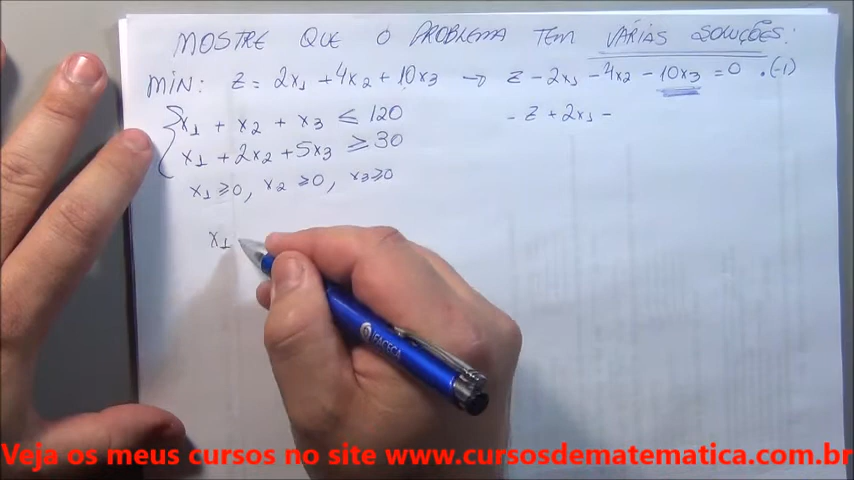 MOSTRE QUE O PROBLEMA TEM VÁRIAS SOLUÇÕES:
MIN: Z = 2x₁ + 4x₂ + 10x₃ → Z - 2x₁ - 4x₂ - 10x₃ = 0 .(-1)
x₁ + x₂ + x₃ ≤ 120 - Z + 2x₁ -
x₁ + 2x₂ + 5x₃ ≥ 30
x₁ ≥ 0, x₂ ≥ 0, x₃ ≥ 0
x₁
FACECA
Veja os meus cursos no site www.cursosdematematica.com.br